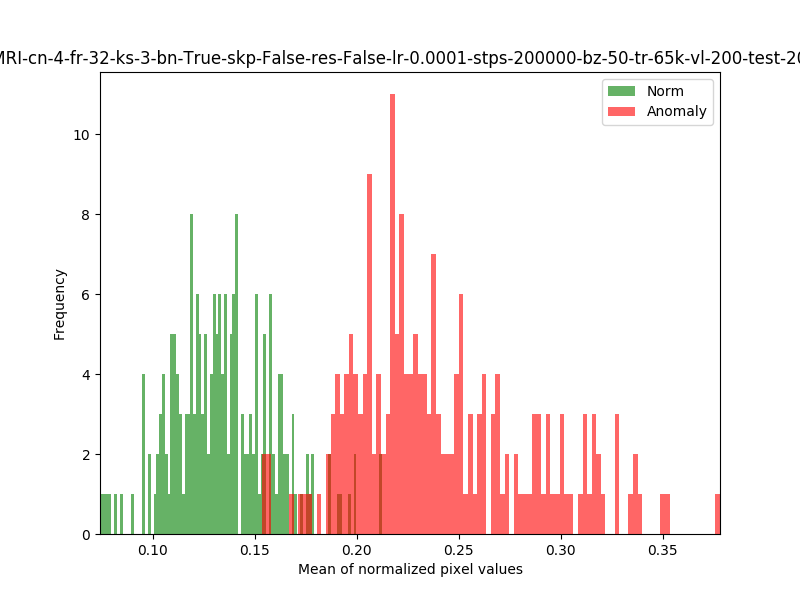 MRI-cn-4-fr-32-ks-3-bn-True-skp-False-res-False-lr-0.0001-stps-200000-bz-50-tr-65k-vl-200-test-20
Norm
Anomaly
10
8
6
4
2
0
Frequency
0.10 0.15 0.20 0.25 0.30 0.35
Mean of normalized pixel values